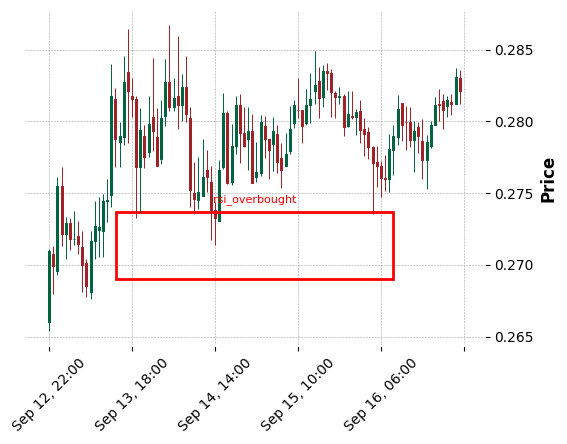 0.285
0.280
0.275
0.270
0.265
Price
rsi_overbought
Sep 12, 22:00
Sep 13, 18:00
Sep 14, 14:00
Sep 15, 10:00
Sep 16, 06:00